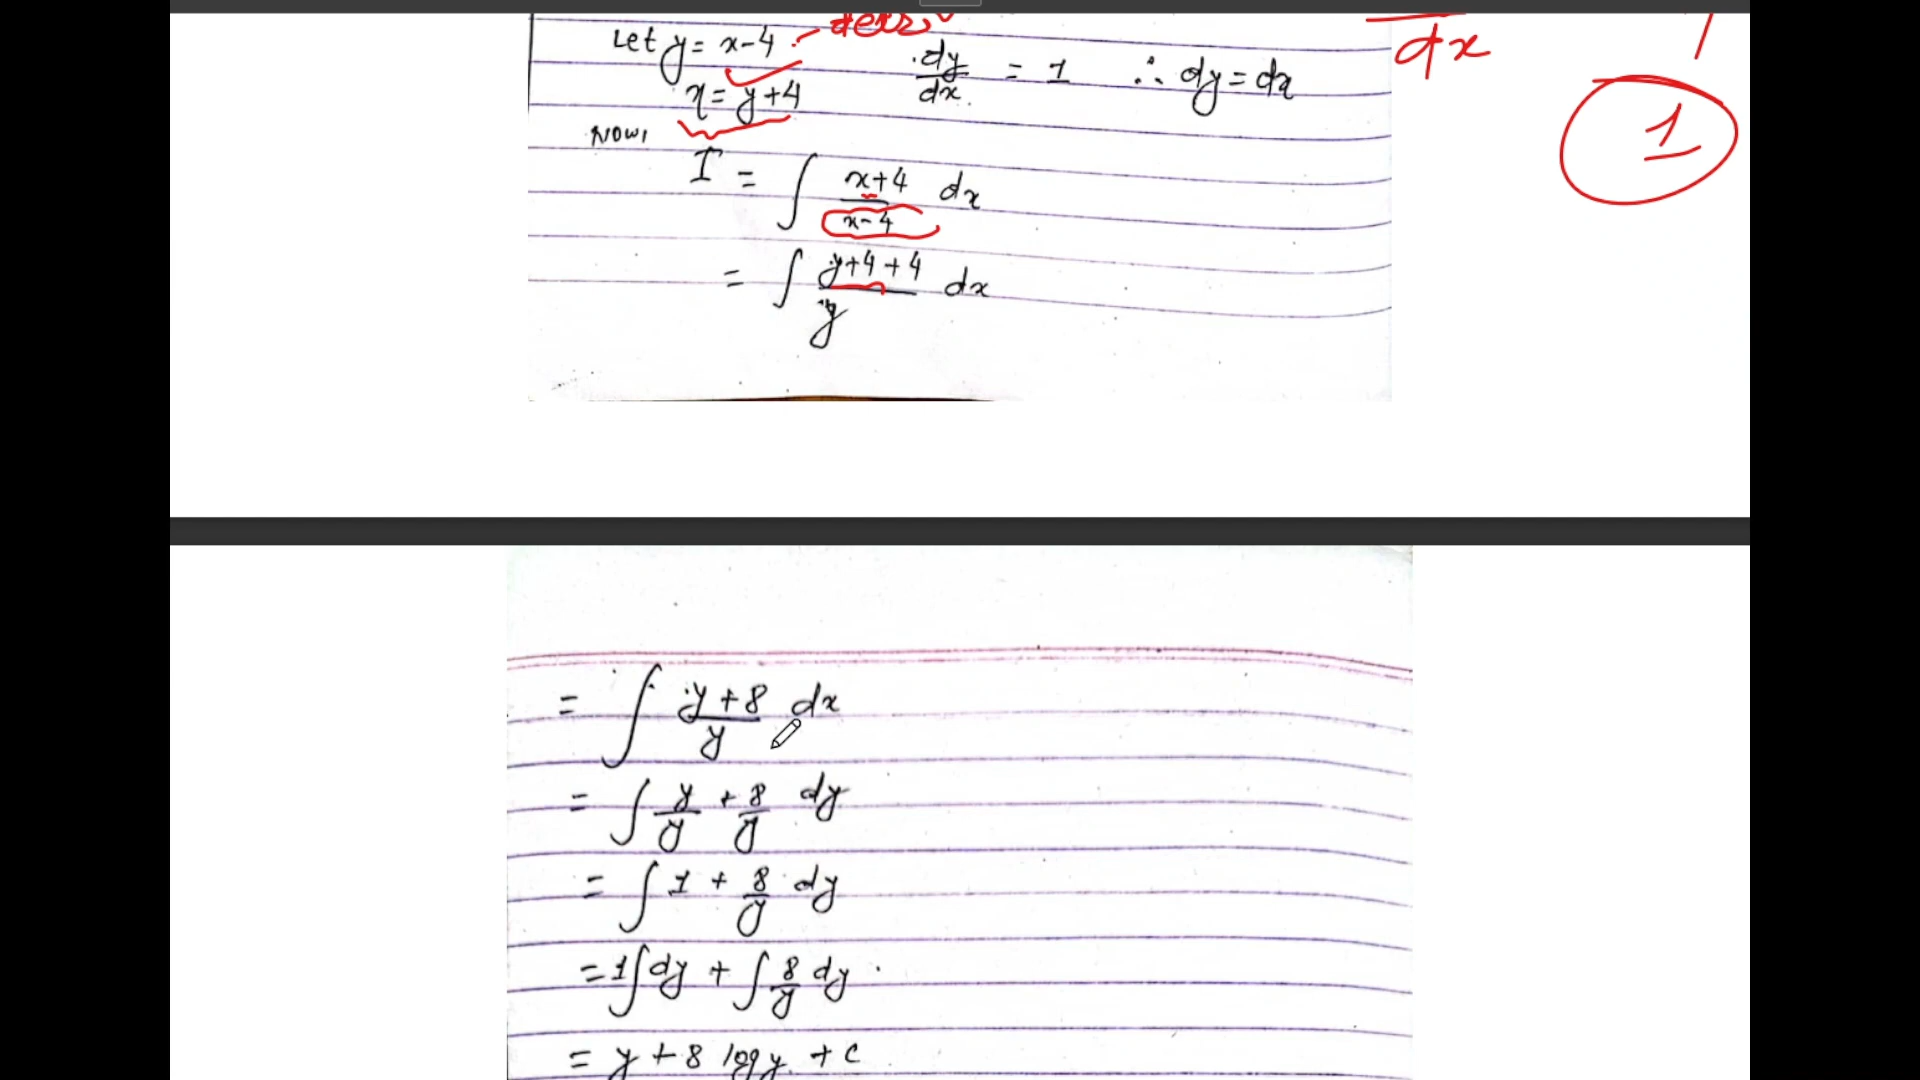 Let y = x-4
dy/dx = 1 ∴ dy = dx
x = y+4
dx
1
Now,
I = ∫ x+4/x-4 dx
= ∫ y+4+4/y dx
= ∫ y+8/y dx
= ∫ y/y + 8/y dy
= ∫ 1 + 8/y dy
= 1∫dy + ∫ 8/y dy
= y + 8 log y + c